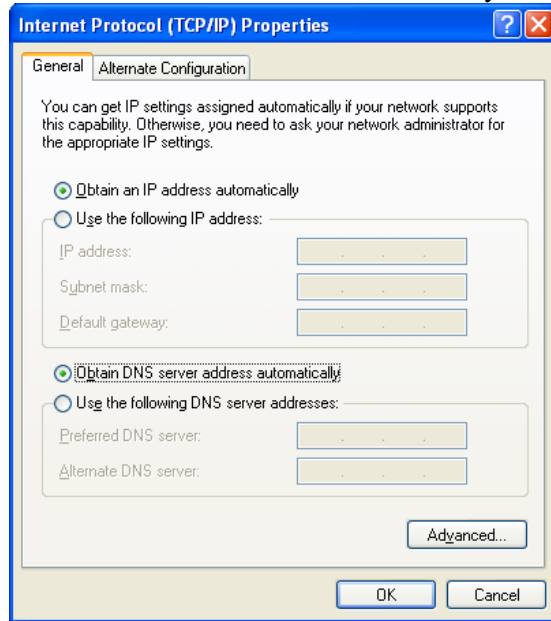 Internet Protocol (TCP/IP) Properties
General
Alternate Configuration
You can get IP settings assigned automatically if your network supports
this capability. Otherwise, you need to ask your network administrator for
the appropriate IP settings.
Obtain an IP address automatically
Use the following IP address:
IP address:
Subnet mask:
Default gateway:
Obtain DNS server address automatically
Use the following DNS server addresses:
Preferred DNS server:
Alternate DNS server:
Advanced...
OK
Cancel